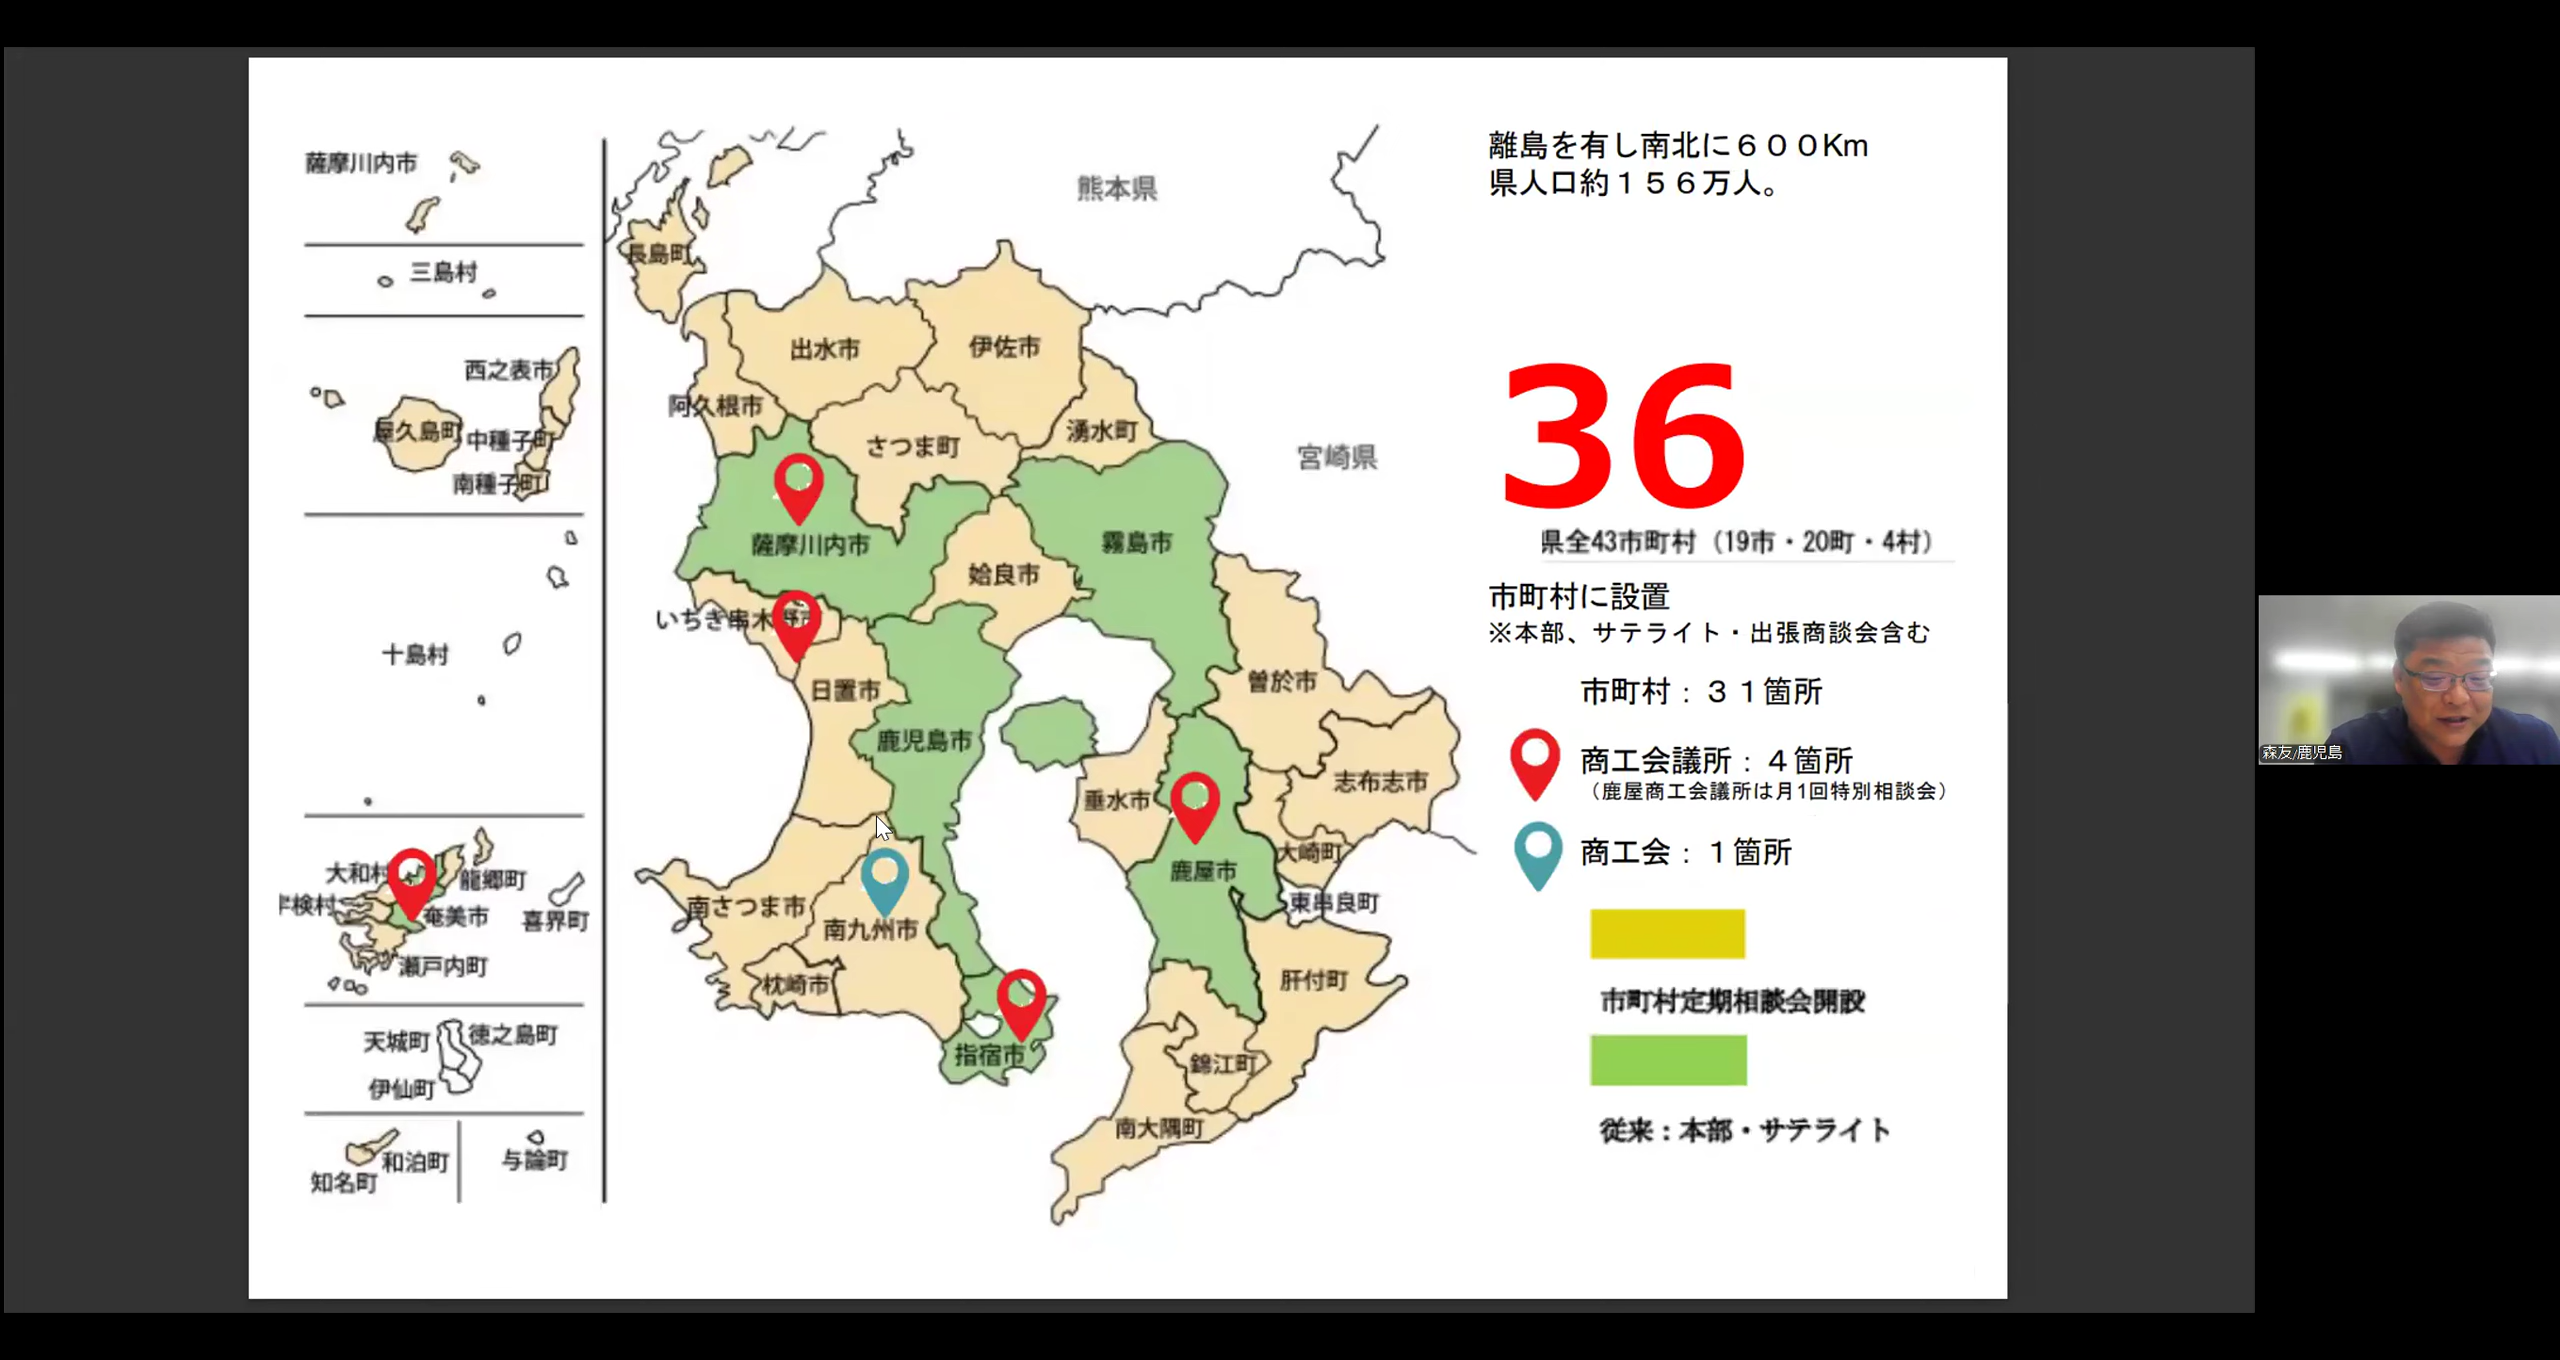 薩摩川内市
三島村
西之表市
屋久島町
中種子町
南種子町
十島村
大和村
龍郷町
検村
奄美市
喜界町
瀬戸内町
天城町
徳之島町
伊仙町
和泊町
知名町
与論町
熊本県
長島町
出水市
伊佐市
阿久根市
さつま町
湧水町
宮崎県
薩摩川内市
霧島市
姶良市
いちき串木野市
日置市
曽於市
鹿児島市
垂水市
志布志市
鹿屋市
大崎町
南さつま市
東串良町
南九州市
枕崎市
肝付町
指宿市
錦江町
南大隅町
離島を有し南北に６００Km
県人口約１５６万人。
36
県全43市町村（19市・20町・4村）
市町村に設置
※本部、サテライト・出張商談会含む
市町村：３１箇所
商工会議所：４箇所
（鹿屋商工会議所は月1回特別相談会）
商工会：１箇所
市町村定期相談会開設
従来：本部・サテライト
森友/鹿児島